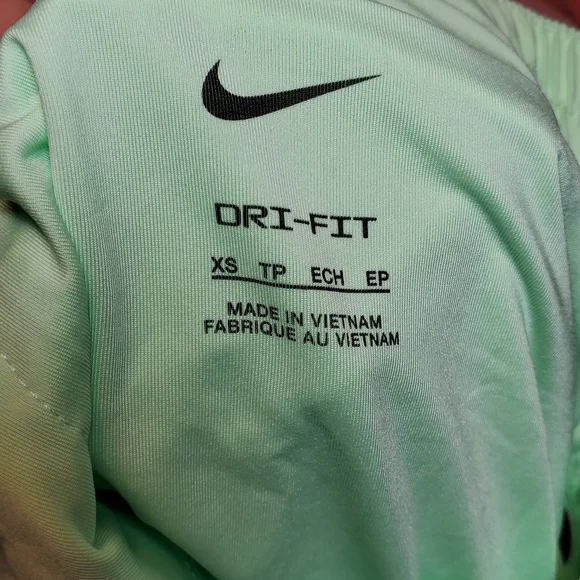 DRI-FIT
XS TP ECH EP
MADE IN VIETNAM
FABRIQUE AU VIETNAM